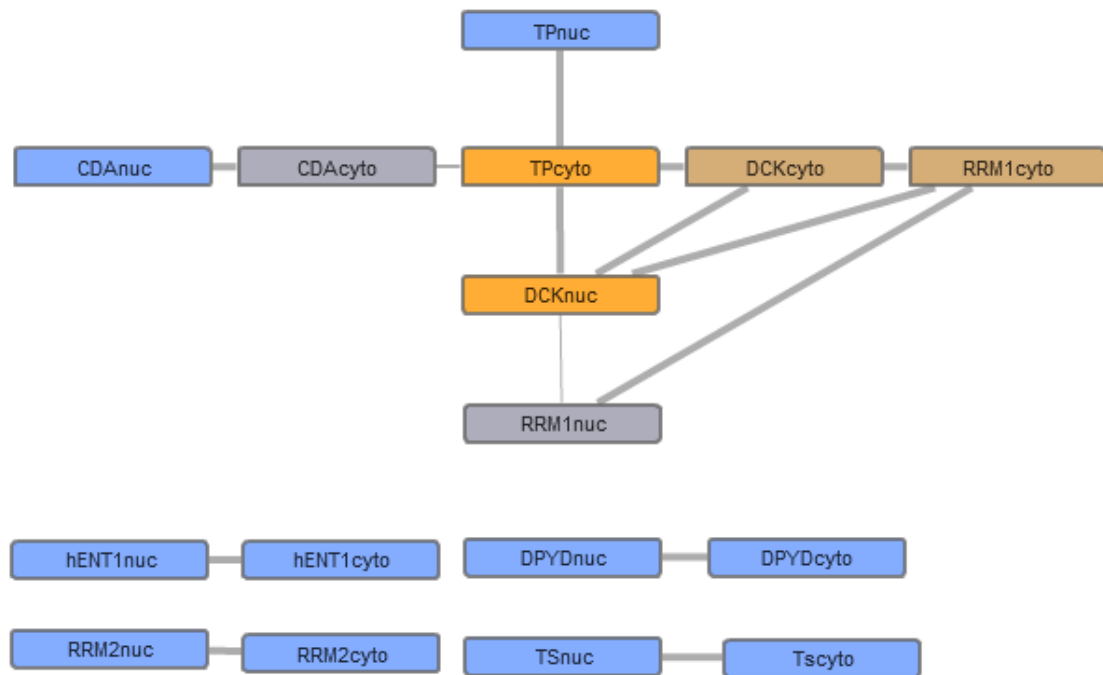 TPnuc
CDAnuc
CDAcyto
TPcyto
DCKcyto
RRM1cyto
DCKnuc
RRM1nuc
hENT1nuc
hENT1cyto
DPYDnuc
DPYDcyto
RRM2nuc
RRM2cyto
TSnuc
Tscyto